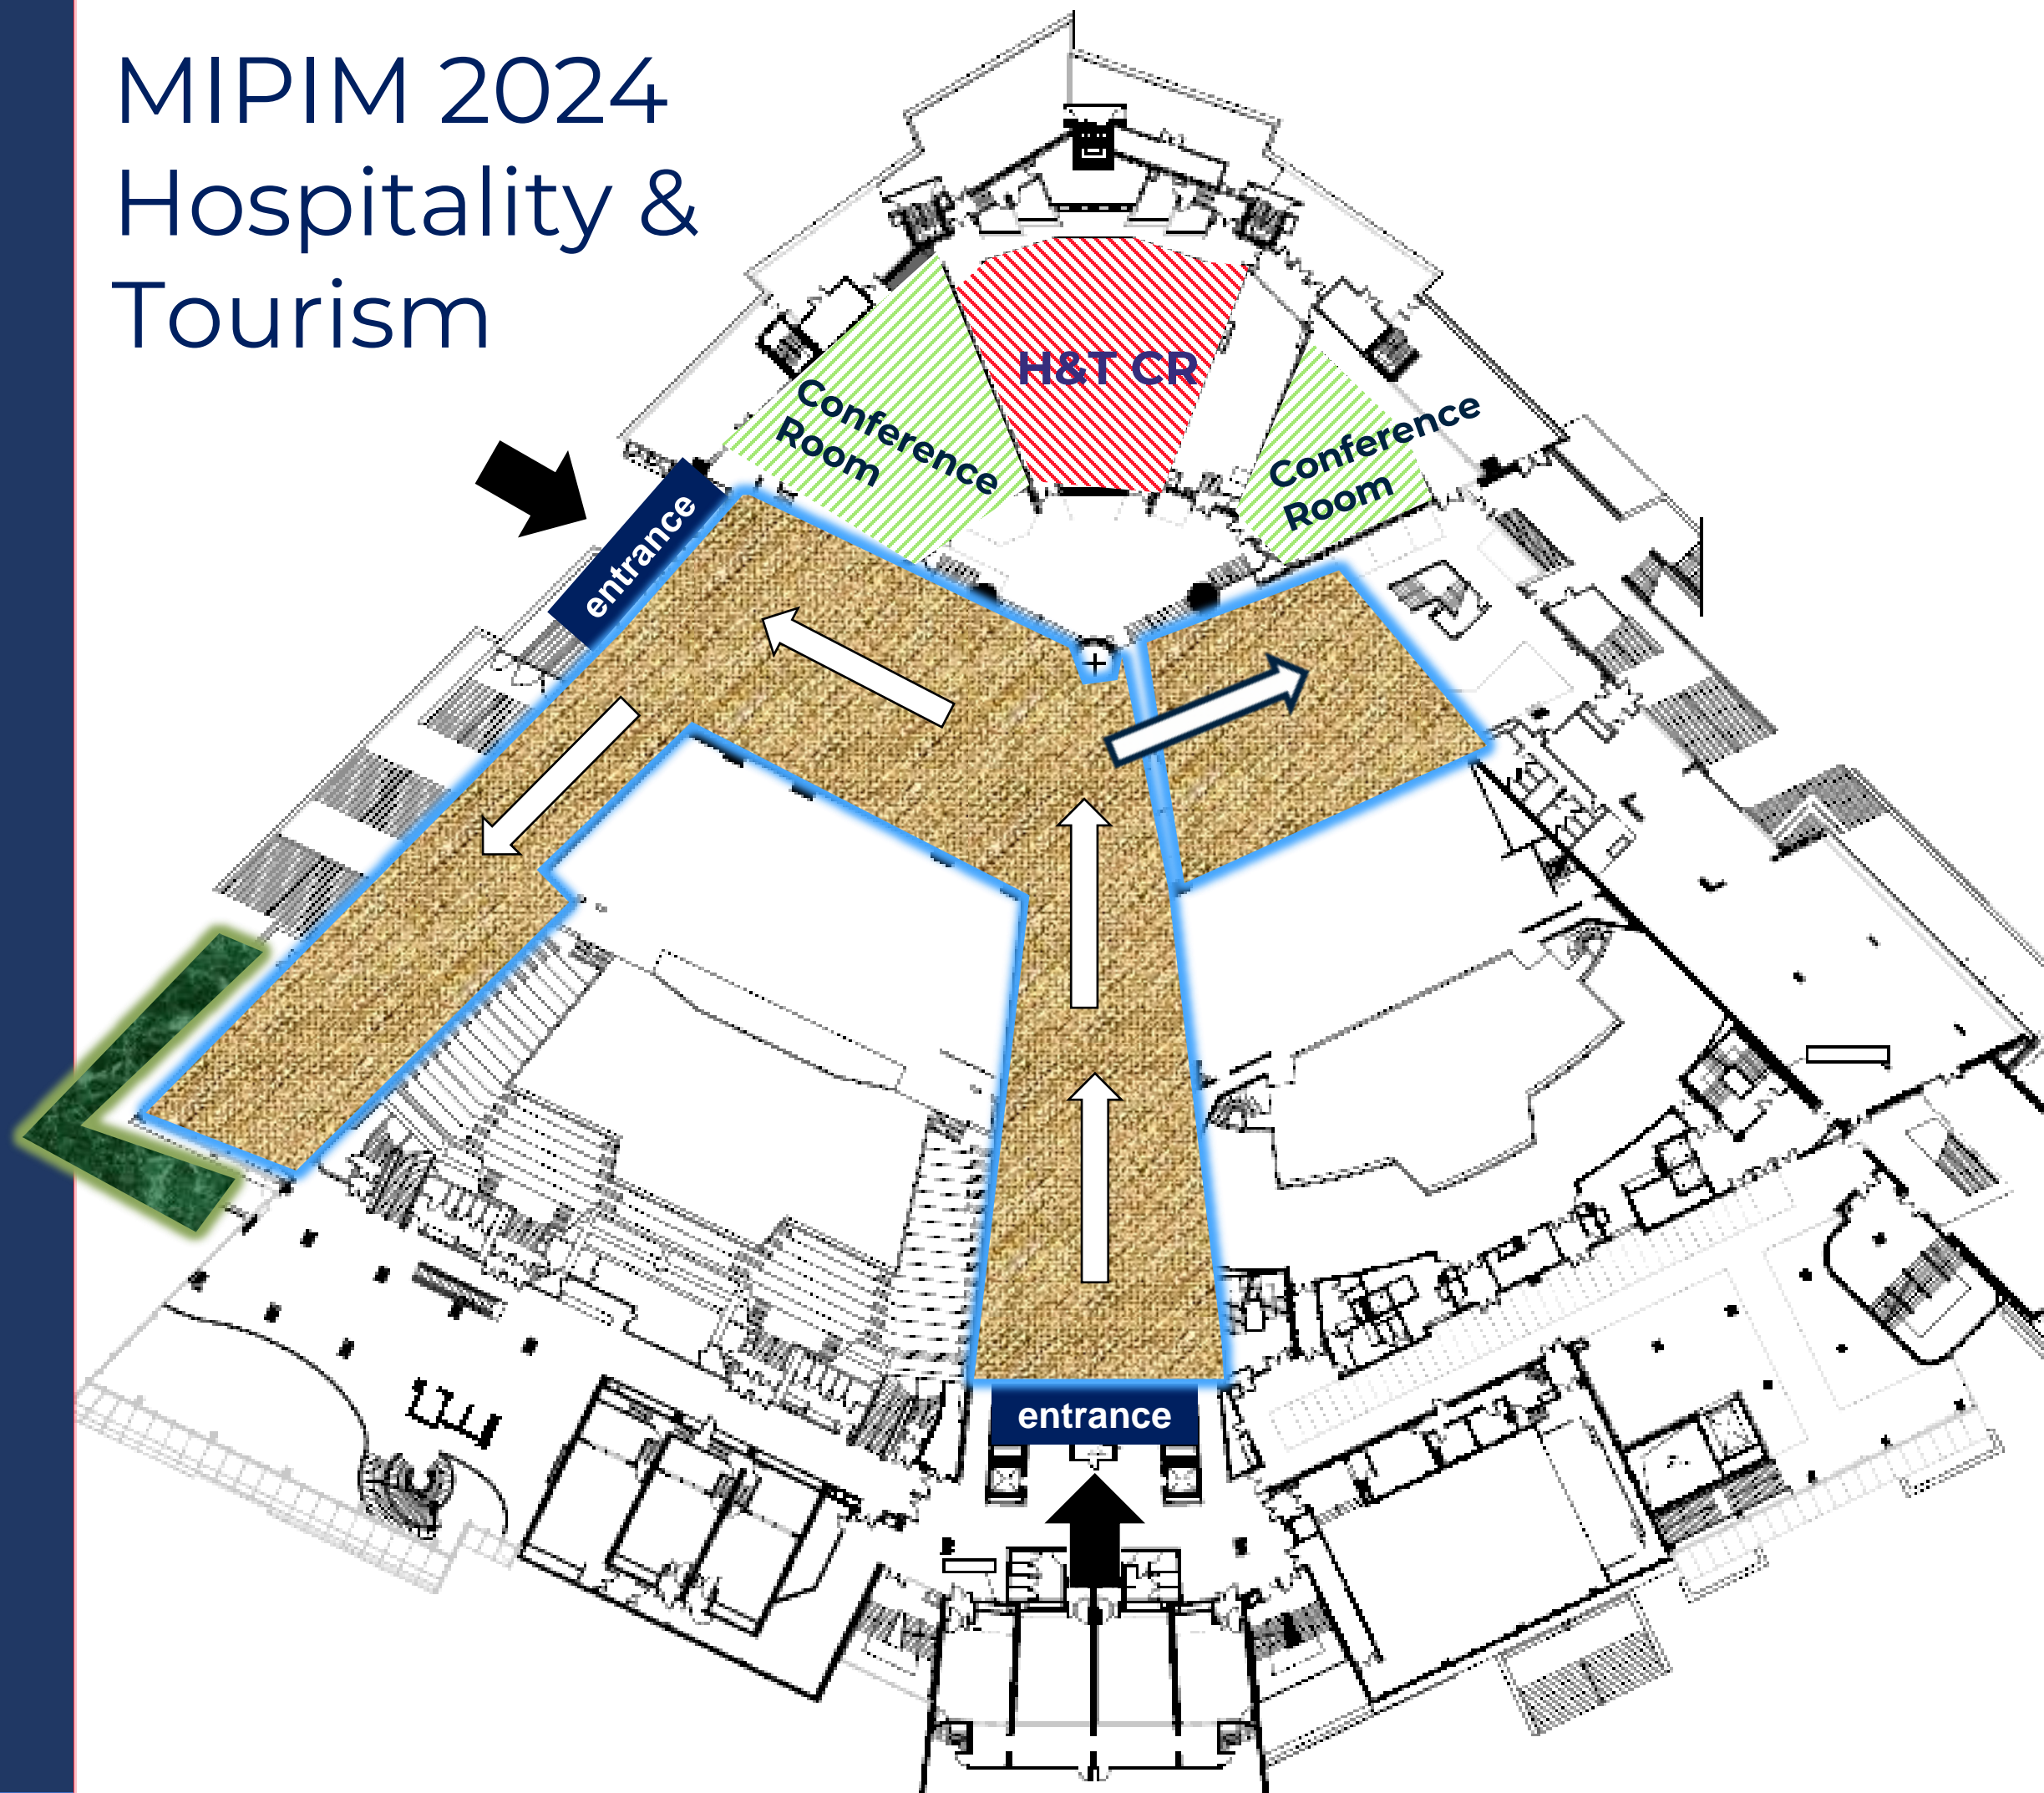 MIPIM 2024
Hospitality &
Tourism
H&T CR
Conference
Room
Conference
Room
entrance
entrance